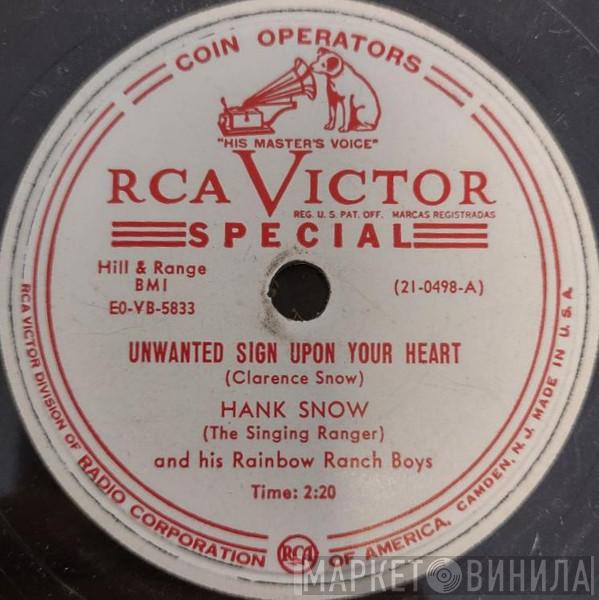 COIN OPERATORS
"HIS MASTER'S VOICE"
RCA VICTOR
REG. U. S. PAT. OFF. MARCAS REGISTRADAS
SPECIAL
Hill & Range
BMI
E0-VB-5833
(21-0498-A)
UNWANTED SIGN UPON YOUR HEART
(Clarence Snow)
HANK SNOW
(The Singing Ranger)
and his Rainbow Ranch Boys
Time: 2:20
RCA VICTOR DIVISION OF RADIO CORPORATION OF AMERICA, CAMDEN, N. J. MADE IN U. S. A.
RCA
МАРКЕТ ВИНИЛА